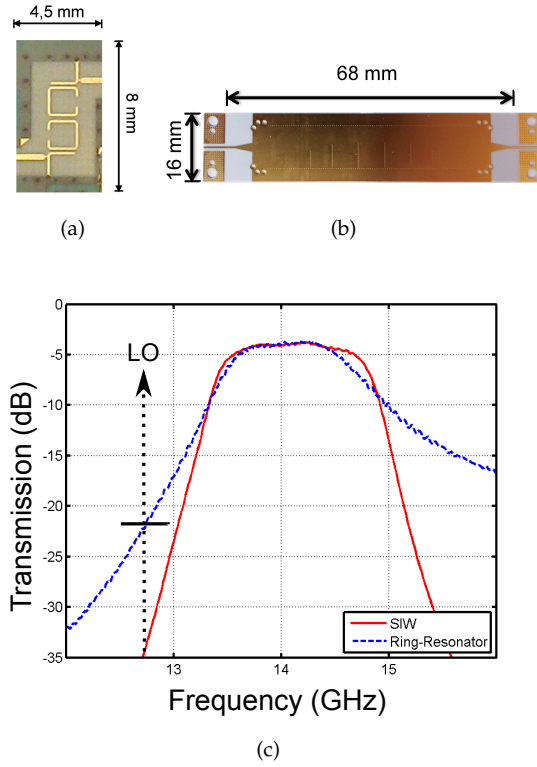 4,5 mm
8 mm
68 mm
16 mm
(a)
(b)
0
-5
-10
-15
-20
-25
-30
-35
LO
Transmission (dB)
SIW
Ring-Resonator
13
14
15
Frequency (GHz)
(c)